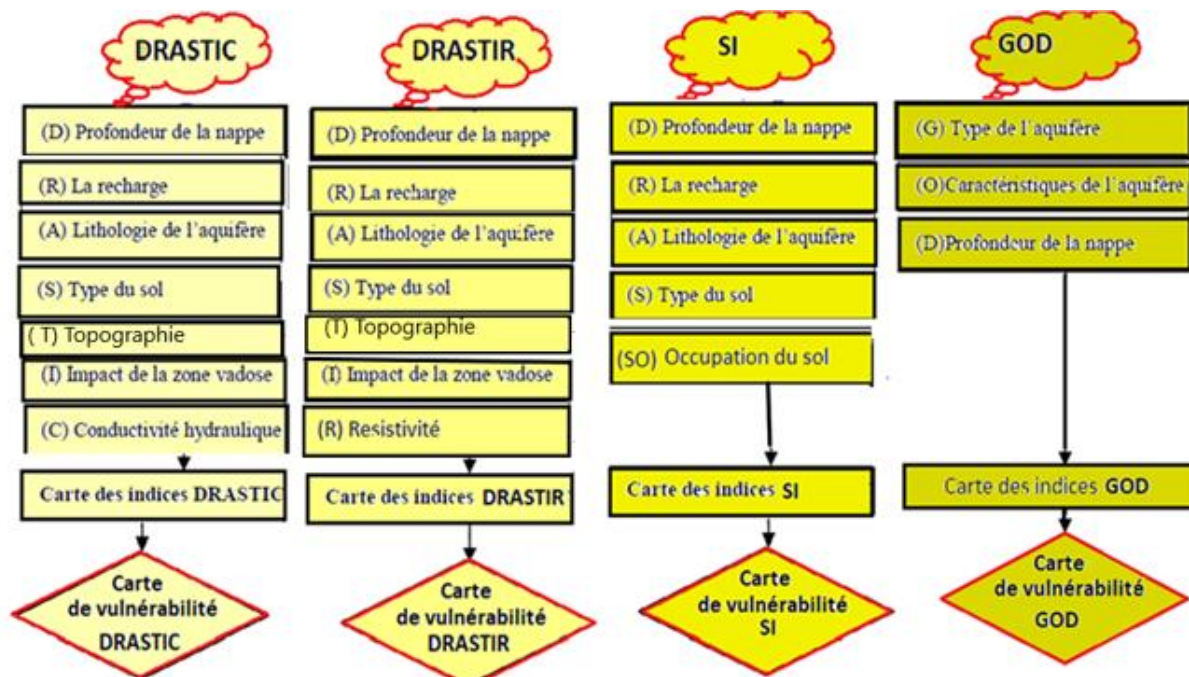 DRASTIC
(D) Profondeur de la nappe
(R) La recharge
(A) Lithologie de l'aquifère
(S) Type du sol
( T) Topographie
(I) Impact de la zone vadose
(C) Conductivité hydraulique
Carte des indices DRASTIC
Carte
de vulnérabilité
DRASTIC
DRASTIR
(D) Profondeur de la nappe
(R) La recharge
(A) Lithologie de l'aquifère
(S) Type du sol
(T) Topographie
(I) Impact de la zone vadose
(R) Resistivité
Carte des indices DRASTIR
Carte
de vulnérabilité
DRASTIR
SI
(D) Profondeur de la nappe
(R) La recharge
(A) Lithologie de l'aquifère
(S) Type du sol
(SO) Occupation du sol
Carte des indices SI
Carte
de vulnérabilité
SI
GOD
(G) Type de l'aquifère
(O)Caractéristiques de l'aquifère
(D)Profondeur de la nappe
Carte des indices GOD
Carte
de vulnérabilité
GOD